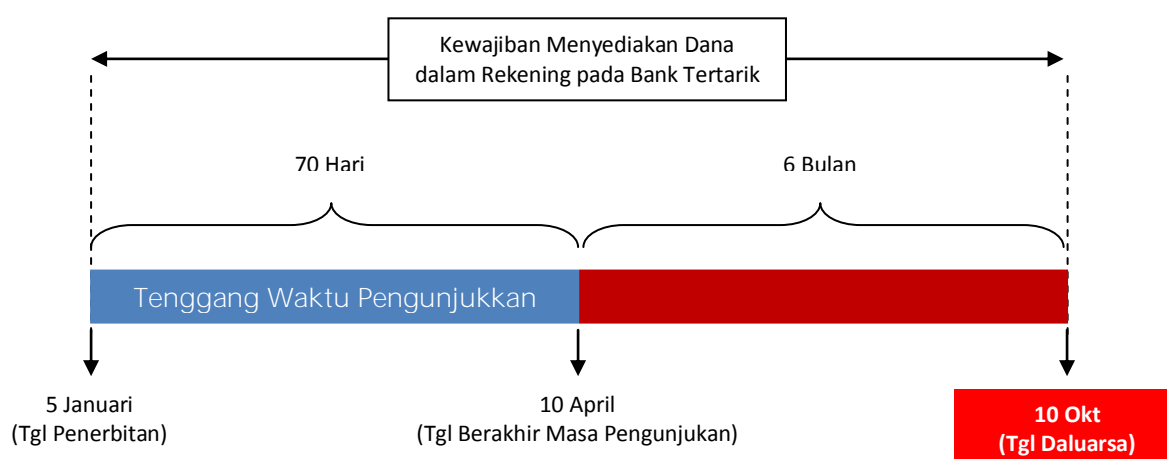 Kewajiban Menyediakan Dana
dalam Rekening pada Bank Tertarik
70 Hari
6 Bulan
Tenggang Waktu Pengunjukkan
5 Januari
(Tgl Penerbitan)
10 April
(Tgl Berakhir Masa Pengunjukan)
10 Okt
(Tgl Daluarsa)